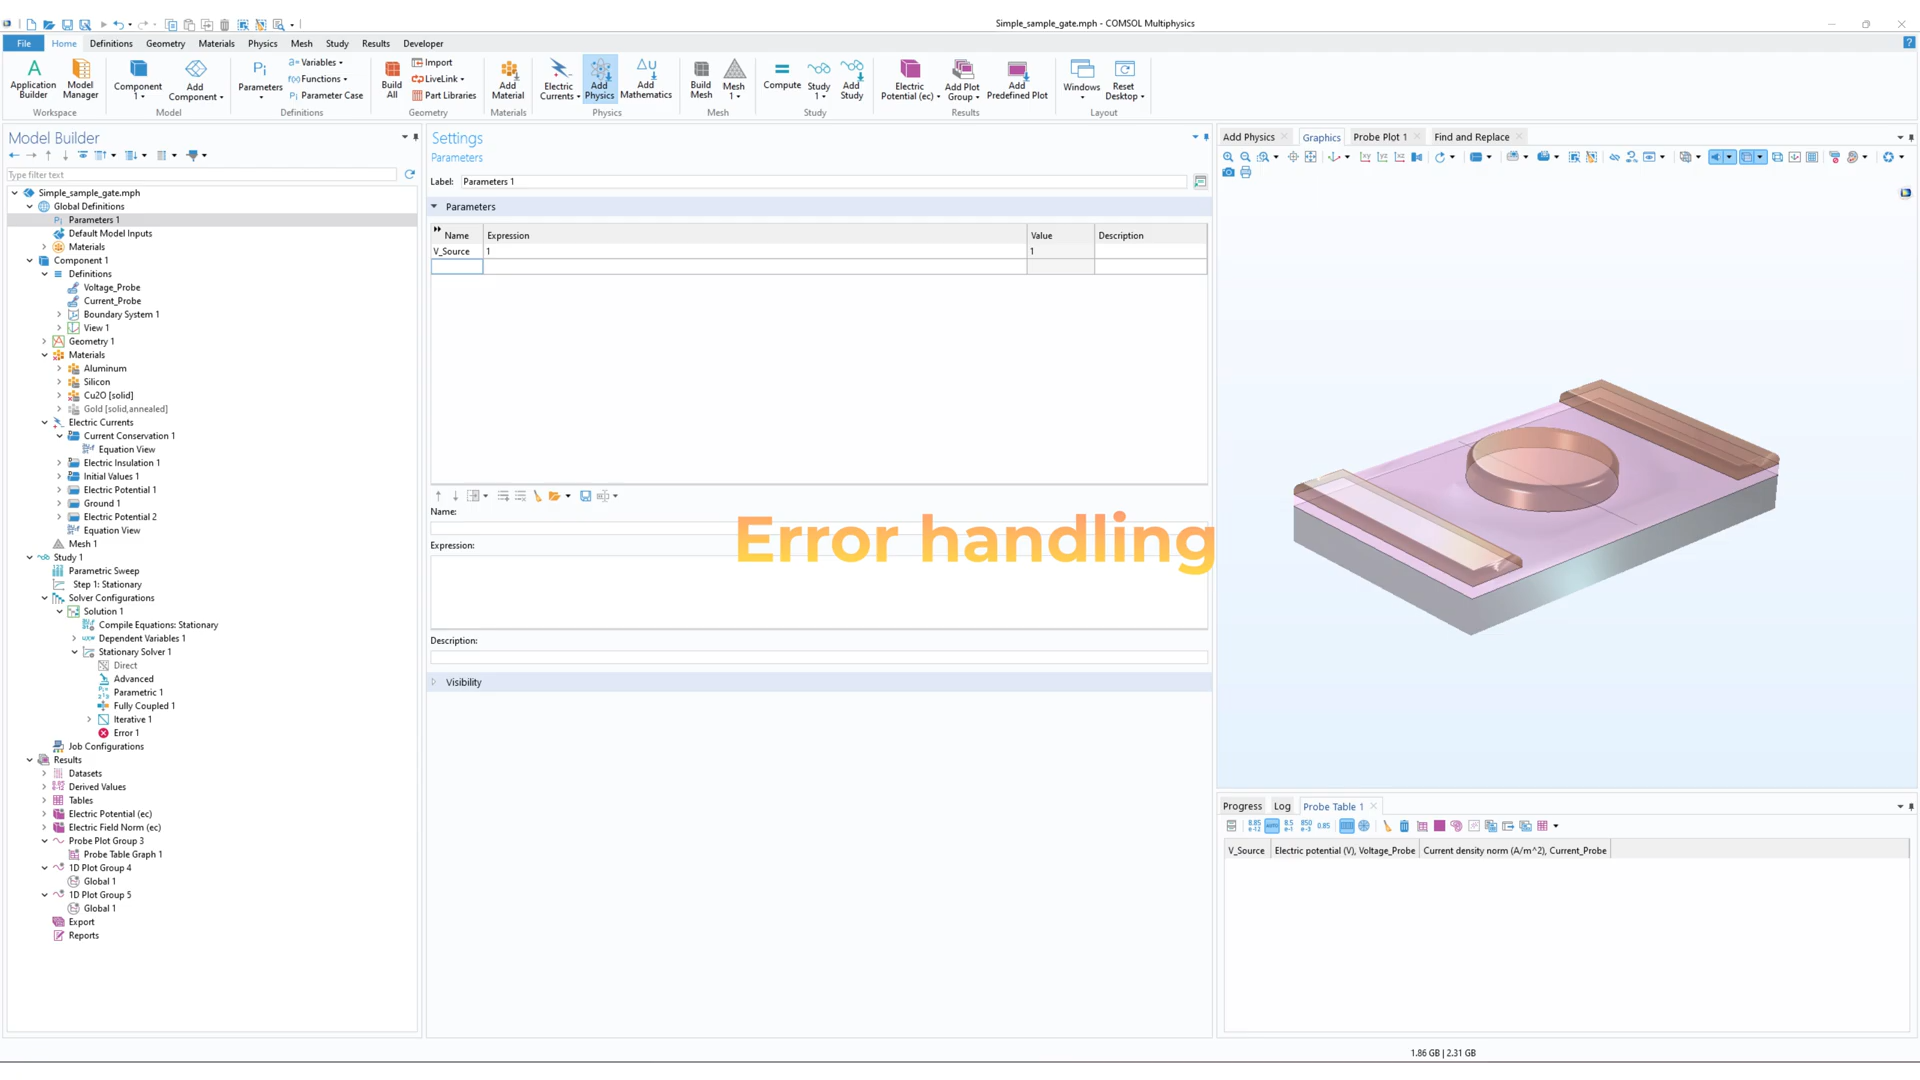 Simple_sample_gate.mph - COMSOL Multiphysics
File Home Definitions Geometry Materials Physics Mesh Study Results Developer
Application Builder
Model Manager
Workspace
Component 1
Add Component
Model
Parameters
a= Variables
f(x) Functions
Pi Parameter Case
Definitions
Build All
Import
LiveLink
Part Libraries
Geometry
Add Material
Materials
Electric Currents
Add Physics
Add Mathematics
Physics
Build Mesh
Mesh 1
Mesh
Compute
Study 1
Add Study
Study
Electric Potential (ec)
Add Plot Group
Add Predefined Plot
Results
Windows
Reset Desktop
Layout
Model Builder
Type filter text
Simple_sample_gate.mph
Global Definitions
Pi Parameters 1
Default Model Inputs
Materials
Component 1
Definitions
Voltage_Probe
Current_Probe
Boundary System 1
View 1
Geometry 1
Materials
Aluminum
Silicon
Cu2O [solid]
Gold [solid,annealed]
Electric Currents
Current Conservation 1
Equation View
Electric Insulation 1
Initial Values 1
Electric Potential 1
Ground 1
Electric Potential 2
Equation View
Mesh 1
Study 1
Parametric Sweep
Step 1: Stationary
Solver Configurations
Solution 1
Compile Equations: Stationary
Dependent Variables 1
Stationary Solver 1
Direct
Advanced
Parametric 1
Fully Coupled 1
Iterative 1
Error 1
Job Configurations
Results
Datasets
Derived Values
Tables
Electric Potential (ec)
Electric Field Norm (ec)
Probe Plot Group 3
Probe Table Graph 1
1D Plot Group 4
Global 1
1D Plot Group 5
Global 1
Export
Reports
Settings
Parameters
Label: Parameters 1
Parameters
Name Expression Value Description
V_Source 1 1
Name:
Expression:
Description:
Visibility
Error handling
Add Physics Graphics Probe Plot 1 Find and Replace
Progress Log Probe Table 1
8.85 e-12 AUTO 8.5 e-1 850 e-3 0.85
V_Source Electric potential (V), Voltage_Probe Current density norm (A/m^2), Current_Probe
1.86 GB | 2.31 GB